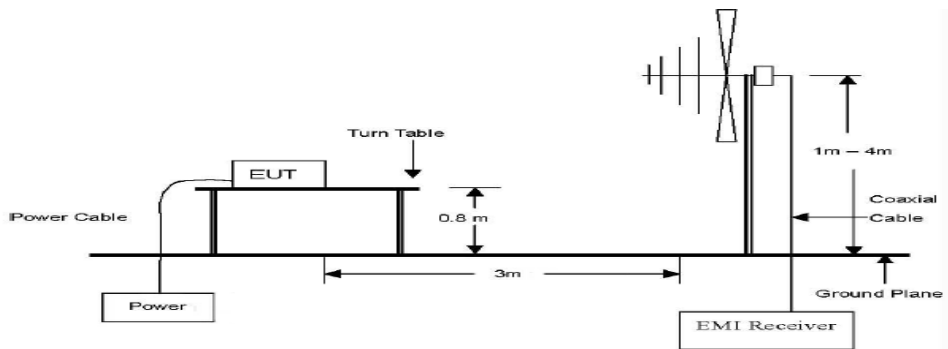 Turn Table
1m – 4m
EUT
Power Cable
0.8 m
Coaxial
Cable
3m
Ground Plane
Power
EMI Receiver